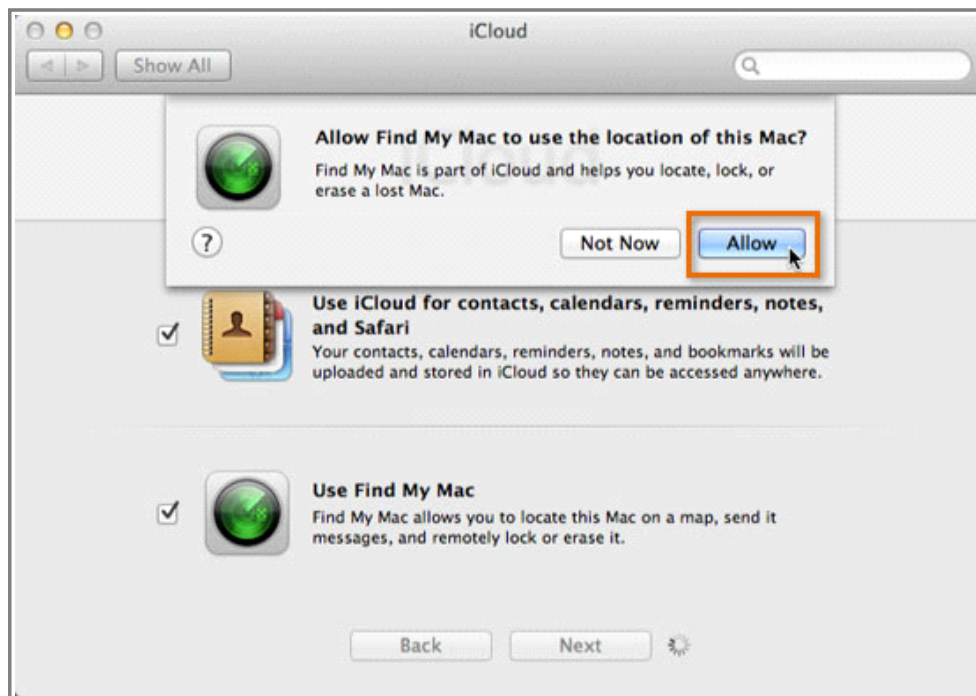 iCloud
Show All
Allow Find My Mac to use the location of this Mac?
Find My Mac is part of iCloud and helps you locate, lock, or
erase a lost Mac.
iCloud
?
Not Now
Allow
Use iCloud for contacts, calendars, reminders, notes,
and Safari
Your contacts, calendars, reminders, notes, and bookmarks will be
uploaded and stored in iCloud so they can be accessed anywhere.
Use Find My Mac
Find My Mac allows you to locate this Mac on a map, send it
messages, and remotely lock or erase it.
Back
Next